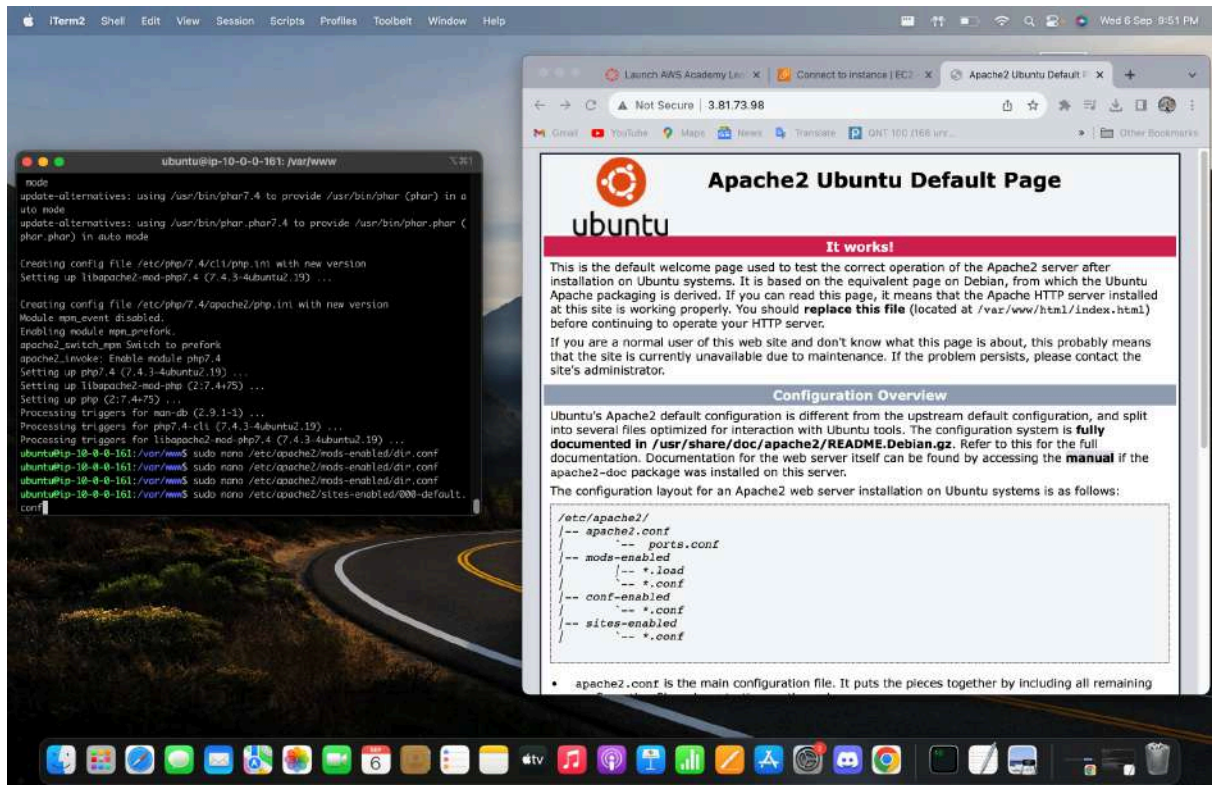 iTerm2 Shell Edit View Session Scripts Profiles Toolbelt Window Help
Wed 6 Sep 9:51 PM
Launch AWS Academy Le
Connect to instance | EC2
Apache2 Ubuntu Default P
Not Secure | 3.81.73.98
Gmail YouTube Maps News Translate QNT 100 /166 unr... » Other Bookmarks
ubuntu@ip-10-0-0-161: /var/www
⌥⌘1
mode
update-alternatives: using /usr/bin/phar7.4 to provide /usr/bin/phar (phar) in a
uto mode
update-alternatives: using /usr/bin/phar.phar7.4 to provide /usr/bin/phar.phar (
phar.phar) in auto mode
Creating config file /etc/php/7.4/cli/php.ini with new version
Setting up libapache2-mod-php7.4 (7.4.3-4ubuntu2.19) ...
Creating config file /etc/php/7.4/apache2/php.ini with new version
Module mpm_event disabled.
Enabling module mpm_prefork.
apache2_switch_mpm Switch to prefork
apache2_invoke: Enable module php7.4
Setting up php7.4 (7.4.3-4ubuntu2.19) ...
Setting up libapache2-mod-php (2:7.4+75) ...
Setting up php (2:7.4+75) ...
Processing triggers for man-db (2.9.1-1) ...
Processing triggers for php7.4-cli (7.4.3-4ubuntu2.19) ...
Processing triggers for libapache2-mod-php7.4 (7.4.3-4ubuntu2.19) ...
ubuntu@ip-10-0-0-161:/var/www$ sudo nano /etc/apache2/mods-enabled/dir.conf
ubuntu@ip-10-0-0-161:/var/www$ sudo nano /etc/apache2/mods-enabled/dir.conf
ubuntu@ip-10-0-0-161:/var/www$ sudo nano /etc/apache2/mods-enabled/dir.conf
ubuntu@ip-10-0-0-161:/var/www$ sudo nano /etc/apache2/sites-enabled/000-default.
conf
ubuntu
Apache2 Ubuntu Default Page
It works!
This is the default welcome page used to test the correct operation of the Apache2 server after
installation on Ubuntu systems. It is based on the equivalent page on Debian, from which the Ubuntu
Apache packaging is derived. If you can read this page, it means that the Apache HTTP server installed
at this site is working properly. You should replace this file (located at /var/www/html/index.html)
before continuing to operate your HTTP server.
If you are a normal user of this web site and don't know what this page is about, this probably means
that the site is currently unavailable due to maintenance. If the problem persists, please contact the
site's administrator.
Configuration Overview
Ubuntu's Apache2 default configuration is different from the upstream default configuration, and split
into several files optimized for interaction with Ubuntu tools. The configuration system is fully
documented in /usr/share/doc/apache2/README.Debian.gz. Refer to this for the full
documentation. Documentation for the web server itself can be found by accessing the manual if the
apache2-doc package was installed on this server.
The configuration layout for an Apache2 web server installation on Ubuntu systems is as follows:
/etc/apache2/
|-- apache2.conf
| `-- ports.conf
|-- mods-enabled
| |-- *.load
| `-- *.conf
|-- conf-enabled
| `-- *.conf
|-- sites-enabled
| `-- *.conf
• apache2.conf is the main configuration file. It puts the pieces together by including all remaining
SEP
6
tv